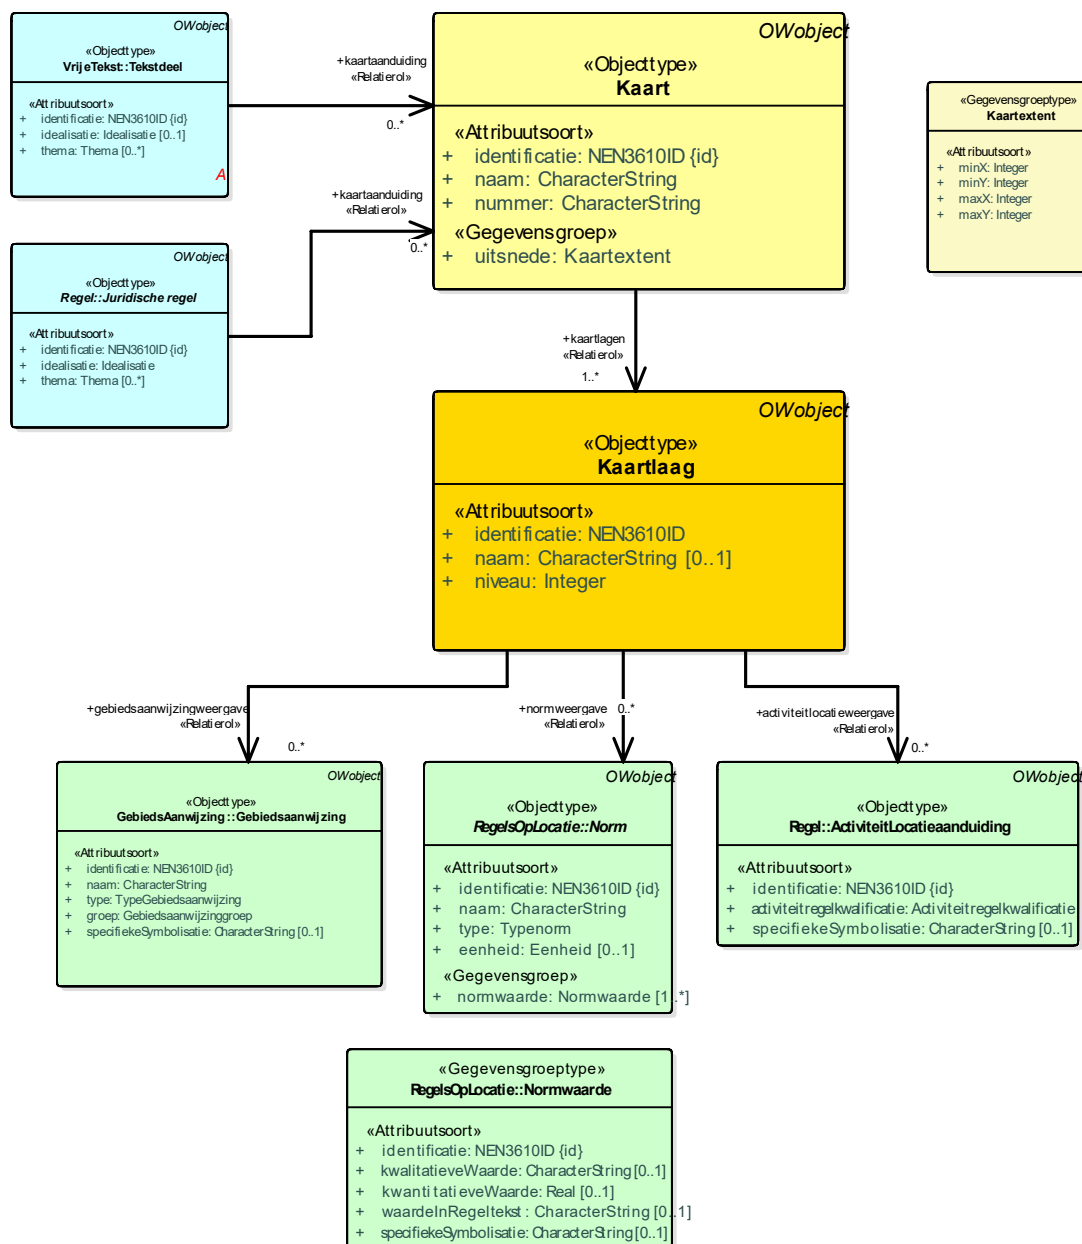 OWobject
«Objecttype»
VrijeTekst::Tekstdeel
«Attribuutsoort»
+ identificatie: NEN3610ID {id}
+ idealisatie: Idealisatie [0..1]
+ thema: Thema [0..*]
A
+kaartaanduiding
«Relatierol»
0..*
OWobject
«Objecttype»
Kaart
«Attribuutsoort»
+ identificatie: NEN3610ID {id}
+ naam: CharacterString
+ nummer: CharacterString
«Gegevensgroep»
+ uitsnede: Kaartextent
«Gegevensgroeptype»
Kaartextent
«Attribuutsoort»
+ minX: Integer
+ minY: Integer
+ maxX: Integer
+ maxY: Integer
+kaartaanduiding
«Relatierol»
0..*
OWobject
«Objecttype»
Regel::Juridische regel
«Attribuutsoort»
+ identificatie: NEN3610ID {id}
+ idealisatie: Idealisatie
+ thema: Thema [0..*]
+kaartlagen
«Relatierol»
1..*
OWobject
«Objecttype»
Kaartlaag
«Attribuutsoort»
+ identificatie: NEN3610ID
+ naam: CharacterString [0..1]
+ niveau: Integer
+gebiedsaanwijzingweergave
«Relatierol»
0..*
+normweergave 0..*
«Relatierol»
+activiteitlocatieweergave
«Relatierol»
0..*
OWobject
«Objecttype»
GebiedsAanwijzing::Gebiedsaanwijzing
«Attribuutsoort»
+ identificatie: NEN3610ID {id}
+ naam: CharacterString
+ type: TypeGebiedsaanwijzing
+ groep: Gebiedsaanwijzinggroep
+ specifiekeSymbolisatie: CharacterString [0..1]
OWobject
«Objecttype»
RegelsOpLocatie::Norm
«Attribuutsoort»
+ identificatie: NEN3610ID {id}
+ naam: CharacterString
+ type: Typenorm
+ eenheid: Eenheid [0..1]
«Gegevensgroep»
+ normwaarde: Normwaarde [1..*]
OWobject
«Objecttype»
Regel::ActiviteitLocatieaanduiding
«Attribuutsoort»
+ identificatie: NEN3610ID {id}
+ activiteitregelkwalificatie: Activiteitregelkwalificatie
+ specifiekeSymbolisatie: CharacterString [0..1]
«Gegevensgroeptype»
RegelsOpLocatie::Normwaarde
«Attribuutsoort»
+ identificatie: NEN3610ID {id}
+ kwalitatieveWaarde: CharacterString [0..1]
+ kwantitatieveWaarde: Real [0..1]
+ waardeInRegeltekst: CharacterString [0..1]
+ specifiekeSymbolisatie: CharacterString [0..1]